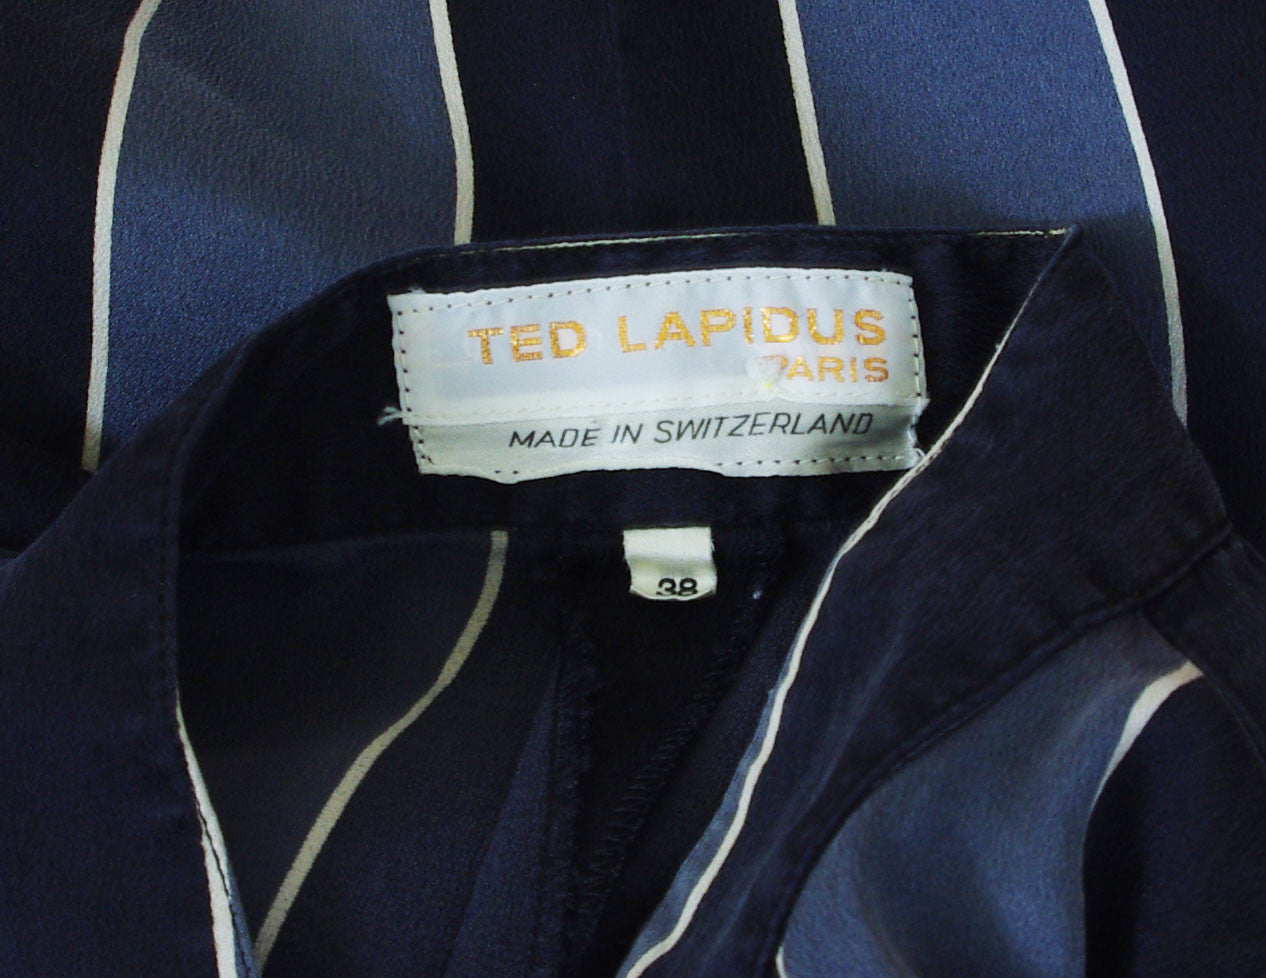 TED LAPIDUS
PARIS
MADE IN SWITZERLAND
38